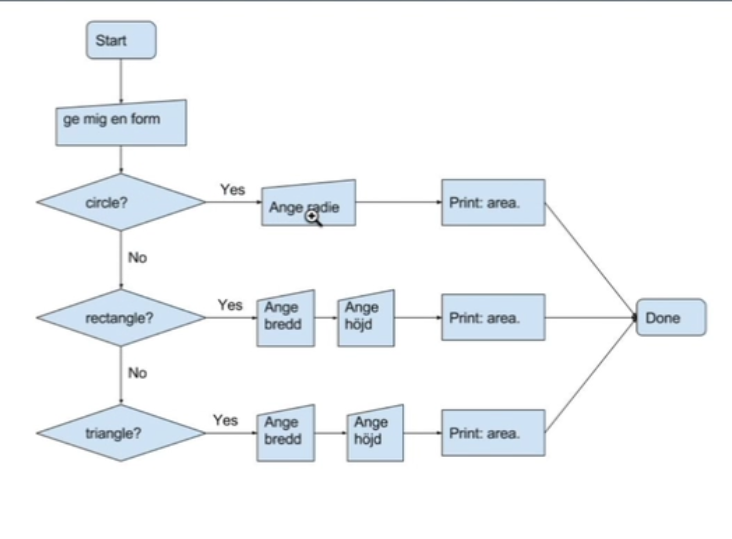 Start
ge mig en form
circle?
Yes
Ange radie
Print: area.
No
rectangle?
Yes
Ange
bredd
Ange
höjd
Print: area.
Done
No
triangle?
Yes
Ange
bredd
Ange
höjd
Print: area.